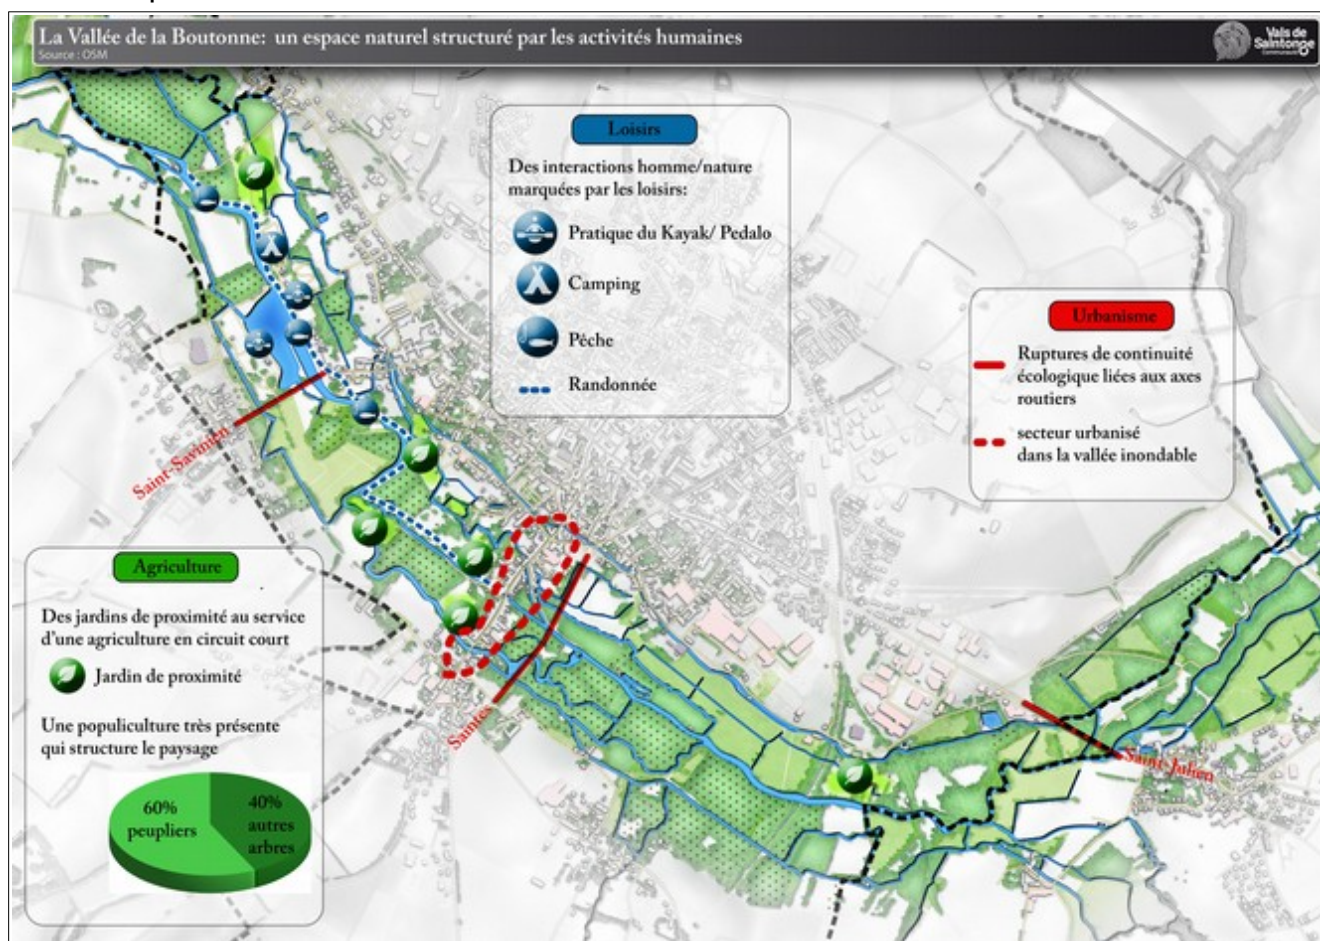 La Vallée de la Boutonne: un espace naturel structuré par les activités humaines
Source : OSM
Vals de
Saintonge
Communauté
Loisirs
Des interactions homme/nature
marquées par les loisirs:
Pratique du Kayak/ Pedalo
Camping
Pêche
Randonnée
Urbanisme
Ruptures de continuité
écologique liées aux axes
routiers
secteur urbanisé
dans la vallée inondable
Saint-Savinien
Agriculture
Des jardins de proximité au service
d'une agriculture en circuit court
Jardin de proximité
Une populiculture très présente
qui structure le paysage
60%
peupliers
40%
autres
arbres
Saintes
Saint-Julien